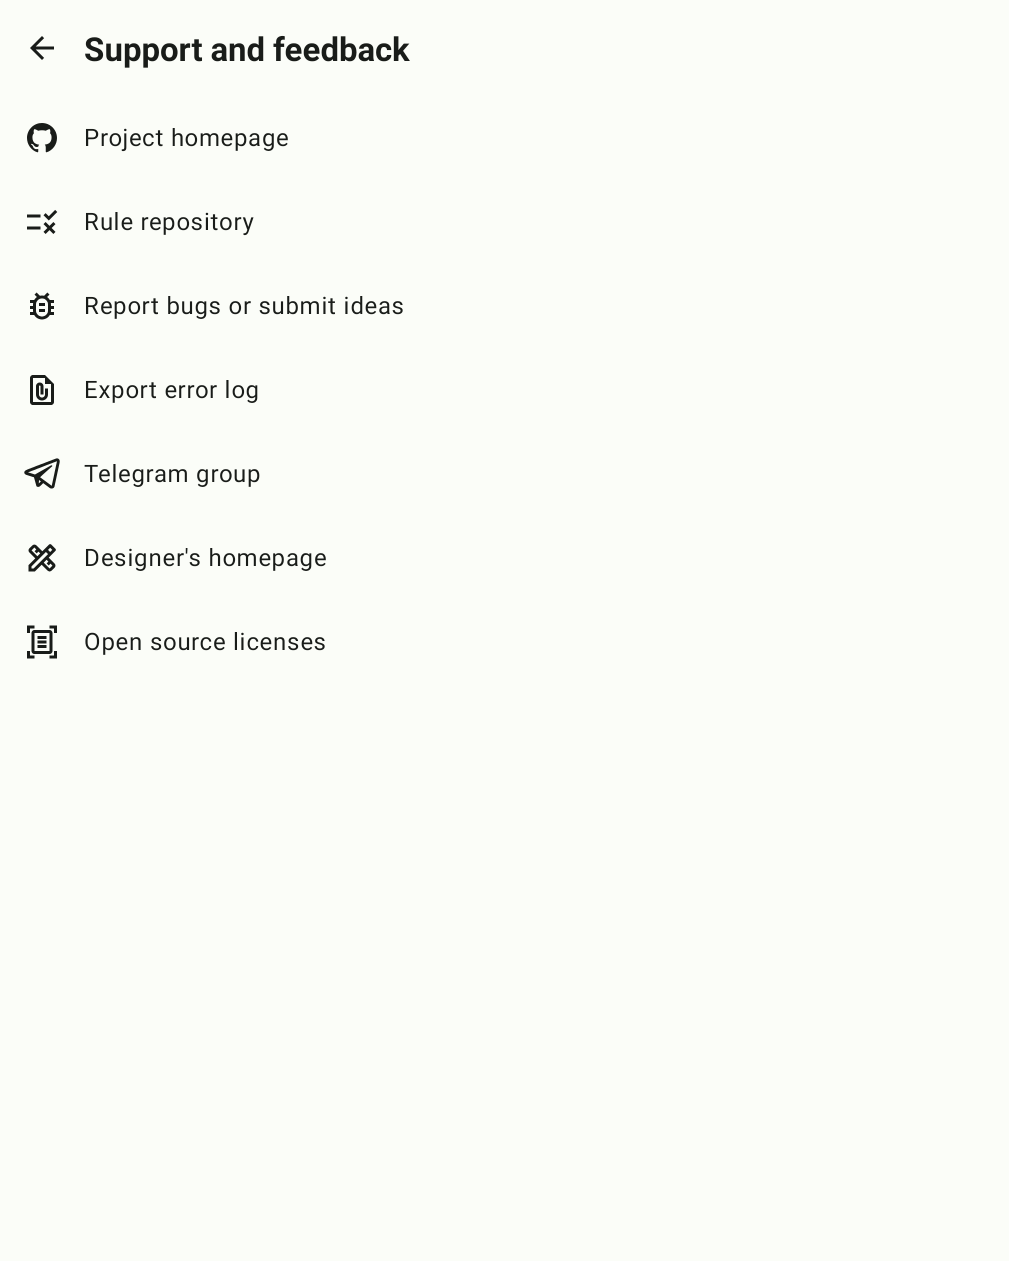 Support and feedback
Project homepage
Rule repository
Report bugs or submit ideas
Export error log
Telegram group
Designer's homepage
Open source licenses